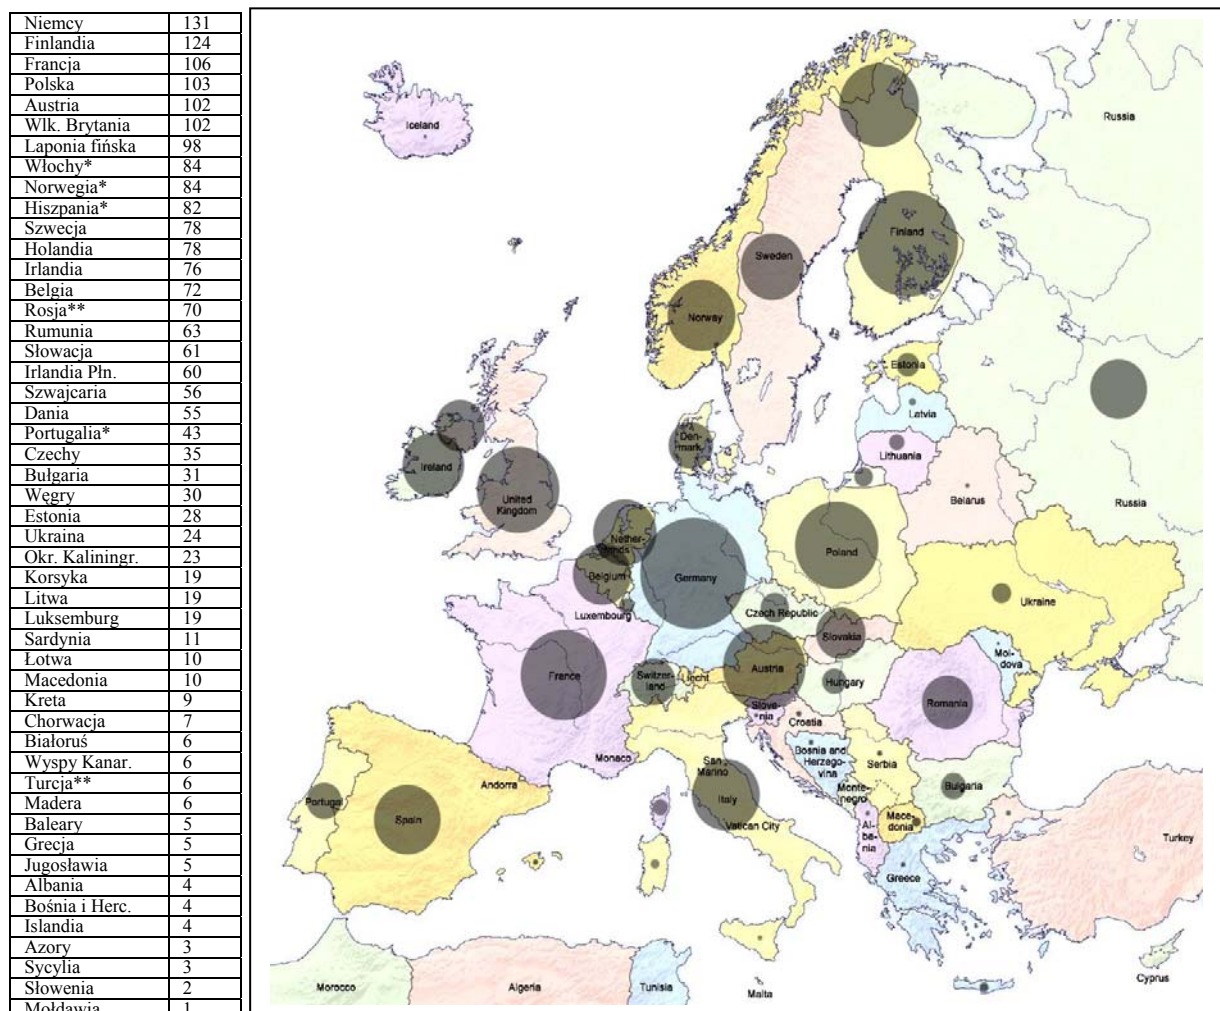 Niemcy 131
Finlandia 124
Francja 106
Polska 103
Austria 102
Wlk. Brytania 102
Laponia fińska 98
Włochy* 84
Norwegia* 84
Hiszpania* 82
Szwecja 78
Holandia 78
Irlandia 76
Belgia 72
Rosja** 70
Rumunia 63
Słowacja 61
Irlandia Płn. 60
Szwajcaria 56
Dania 55
Portugalia* 43
Czechy 35
Bułgaria 31
Węgry 30
Estonia 28
Ukraina 24
Okr. Kaliningr. 23
Korsyka 19
Litwa 19
Luksemburg 19
Sardynia 11
Łotwa 10
Macedonia 10
Kreta 9
Chorwacja 7
Białoruś 6
Wyspy Kanar. 6
Turcja** 6
Madera 6
Baleary 5
Grecja 5
Jugosławia 5
Albania 4
Bośnia i Herc. 4
Islandia 4
Azory 3
Sycylia 3
Słowenia 2
Mołdawia 1
Iceland
Russia
Sweden
Finland
Norway
Estonia
Latvia
Lithuania
Den-
mark
Ireland
United
Kingdom
Belarus
Russia
Nether-
lands
Belgium
Germany
Poland
Luxembourg
Czech Republic
Ukraine
Slovakia
France
Switzer-
land
Liecht
Austria
Hungary
Mol-
dova
Slove-
nia
Croatia
Romania
Bosnia and
Herzego-
vina
Serbia
Monaco
San
Marino
Andorra
Portugal
Spain
Italy
Vatican City
Monte-
negro
Bulgaria
Mace-
donia
Al-
ba-
nia
Greece
Turkey
Morocco
Algeria
Tunisia
Malta
Cyprus